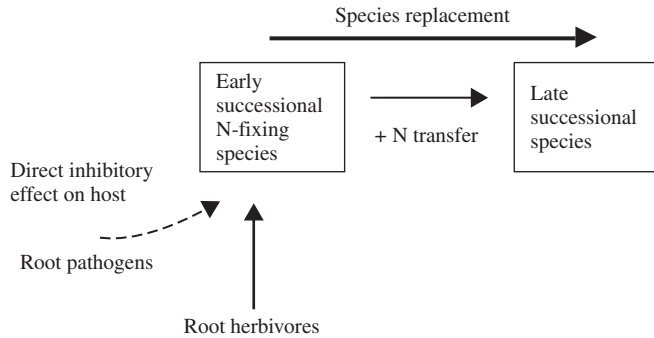 Species replacement
Early
successional
N-fixing
species
+ N transfer
Late
successional
species
Direct inhibitory
effect on host
Root pathogens
Root herbivores